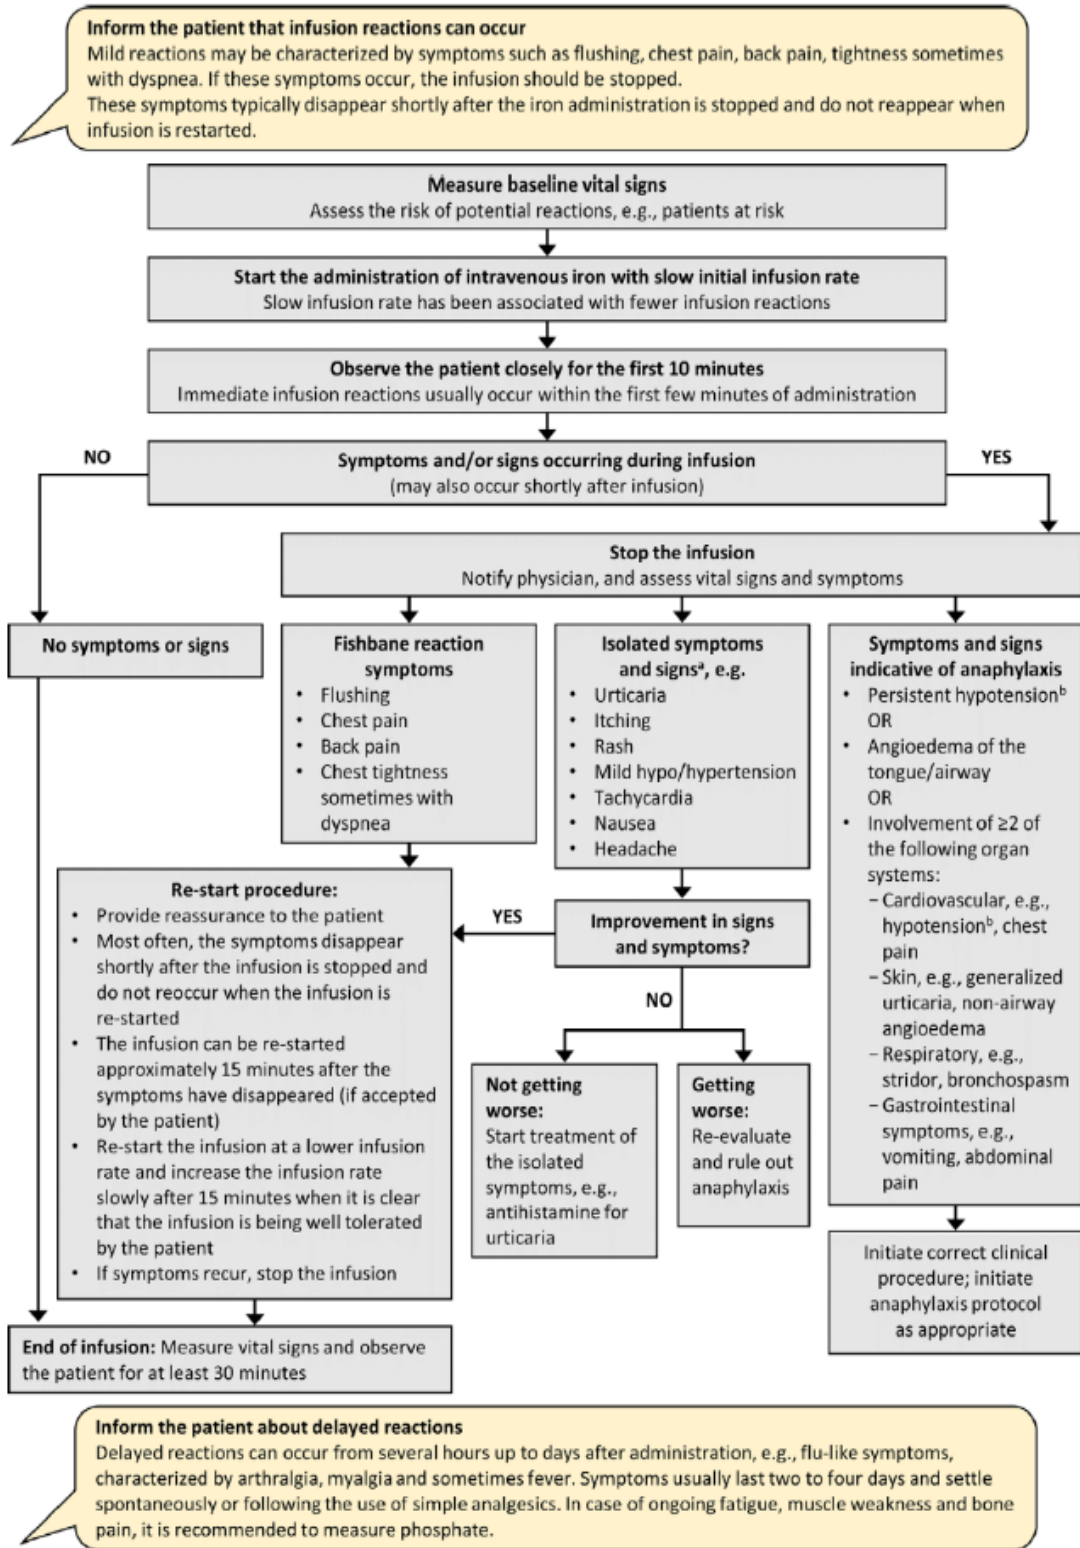 Inform the patient that infusion reactions can occur
Mild reactions may be characterized by symptoms such as flushing, chest pain, back pain, tightness sometimes
with dyspnea. If these symptoms occur, the infusion should be stopped.
These symptoms typically disappear shortly after the iron administration is stopped and do not reappear when
infusion is restarted.
Measure baseline vital signs
Assess the risk of potential reactions, e.g., patients at risk
Start the administration of intravenous iron with slow initial infusion rate
Slow infusion rate has been associated with fewer infusion reactions
Observe the patient closely for the first 10 minutes
Immediate infusion reactions usually occur within the first few minutes of administration
NO
Symptoms and/or signs occurring during infusion
(may also occur shortly after infusion)
YES
Stop the infusion
Notify physician, and assess vital signs and symptoms
No symptoms or signs
Fishbane reaction
symptoms
• Flushing
• Chest pain
• Back pain
• Chest tightness
sometimes with
dyspnea
Isolated symptoms
and signsᵃ, e.g.
• Urticaria
• Itching
• Rash
• Mild hypo/hypertension
• Tachycardia
• Nausea
• Headache
Symptoms and signs
indicative of anaphylaxis
• Persistent hypotensionᵇ
OR
• Angioedema of the
tongue/airway
OR
• Involvement of ≥2 of
the following organ
systems:
– Cardiovascular, e.g.,
hypotensionᵇ, chest
pain
– Skin, e.g., generalized
urticaria, non-airway
angioedema
– Respiratory, e.g.,
stridor, bronchospasm
– Gastrointestinal
symptoms, e.g.,
vomiting, abdominal
pain
Re-start procedure:
• Provide reassurance to the patient
• Most often, the symptoms disappear
shortly after the infusion is stopped and
do not reoccur when the infusion is
re-started
• The infusion can be re-started
approximately 15 minutes after the
symptoms have disappeared (if accepted
by the patient)
• Re-start the infusion at a lower infusion
rate and increase the infusion rate
slowly after 15 minutes when it is clear
that the infusion is being well tolerated
by the patient
• If symptoms recur, stop the infusion
YES
Improvement in signs
and symptoms?
NO
Not getting
worse:
Start treatment of
the isolated
symptoms, e.g.,
antihistamine for
urticaria
Getting
worse:
Re-evaluate
and rule out
anaphylaxis
Initiate correct clinical
procedure; initiate
anaphylaxis protocol
as appropriate
End of infusion: Measure vital signs and observe
the patient for at least 30 minutes
Inform the patient about delayed reactions
Delayed reactions can occur from several hours up to days after administration, e.g., flu-like symptoms,
characterized by arthralgia, myalgia and sometimes fever. Symptoms usually last two to four days and settle
spontaneously or following the use of simple analgesics. In case of ongoing fatigue, muscle weakness and bone
pain, it is recommended to measure phosphate.